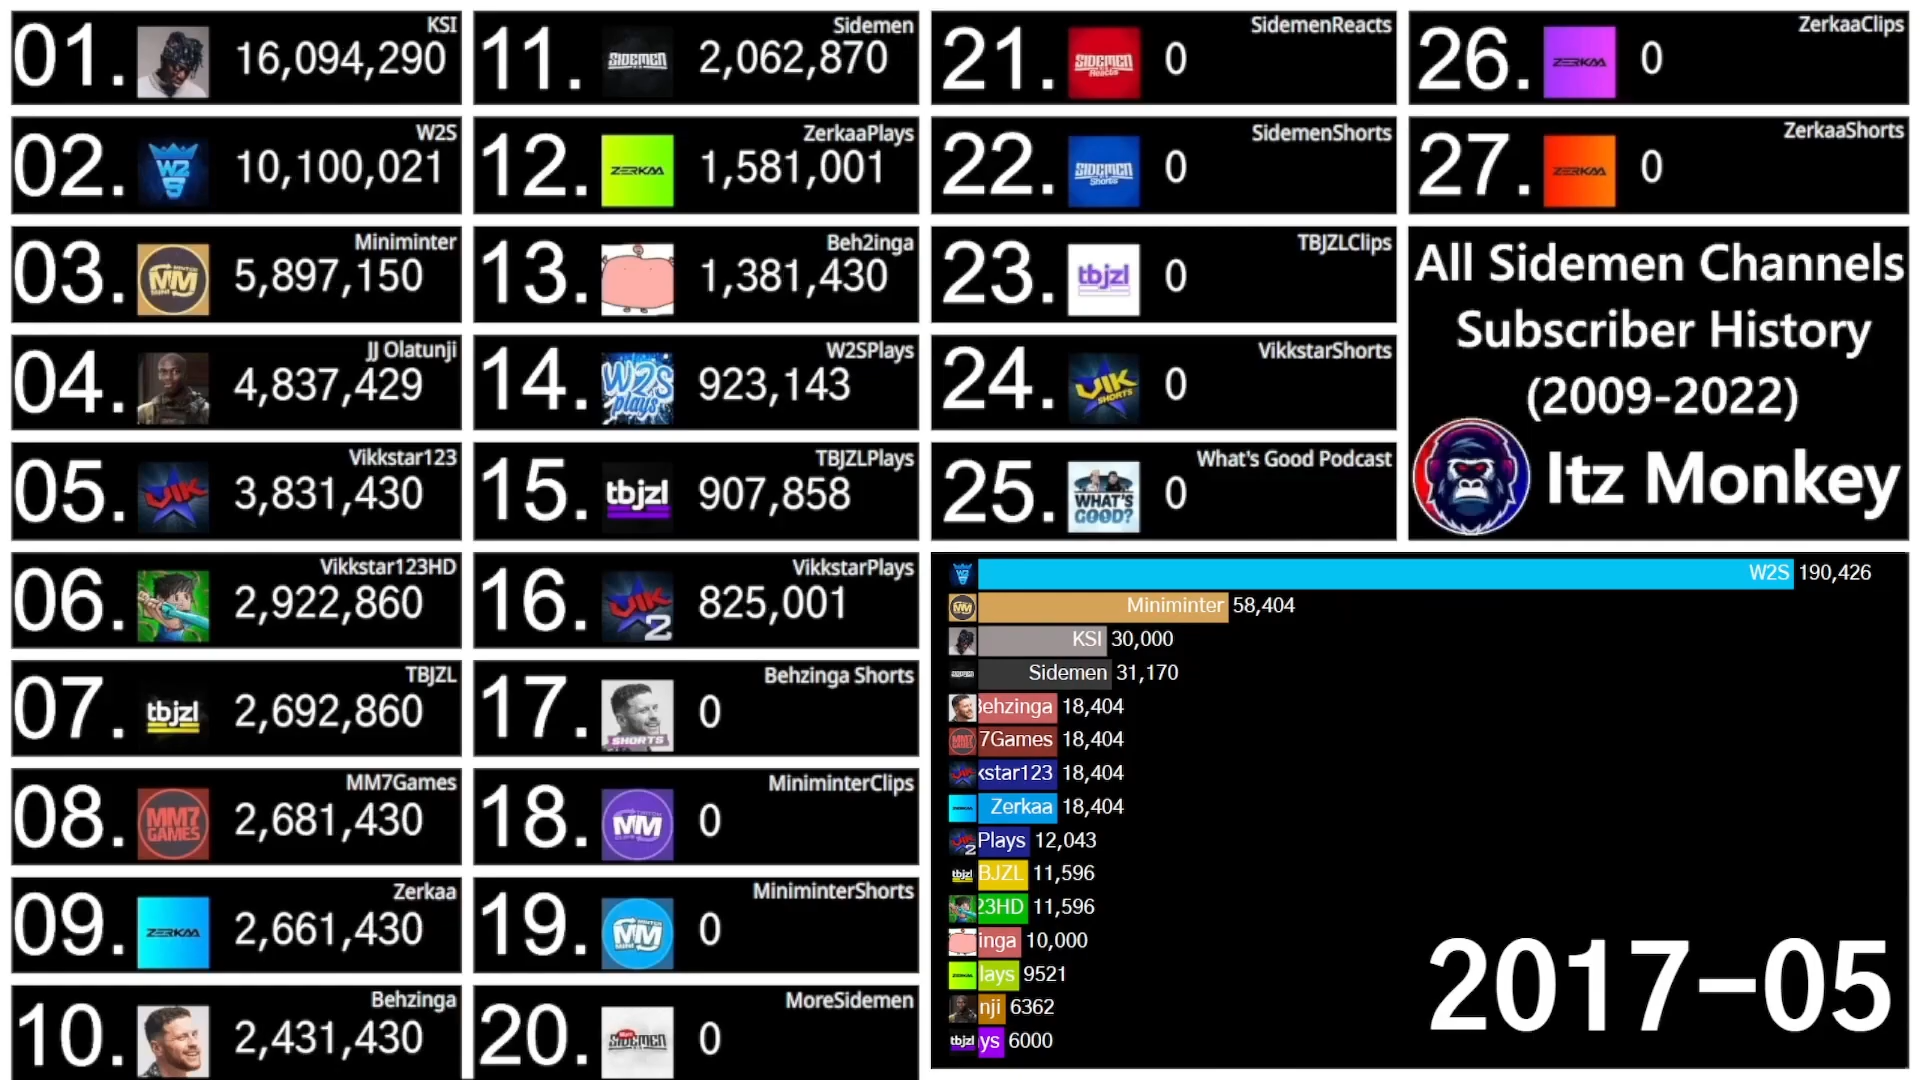 01. KSI 16,094,290
02. W2S 10,100,021
03. Miniminter 5,897,150
04. JJ Olatunji 4,837,429
05. Vikkstar123 3,831,430
06. Vikkstar123HD 2,922,860
07. TBJZL 2,692,860
08. MM7Games 2,681,430
09. Zerkaa 2,661,430
10. Behzinga 2,431,430
11. Sidemen 2,062,870
12. ZerkaaPlays 1,581,001
13. Beh2inga 1,381,430
14. W2SPlays 923,143
15. TBJZLPlays 907,858
16. VikkstarPlays 825,001
17. Behzinga Shorts 0
18. MiniminterClips 0
19. MiniminterShorts 0
20. MoreSidemen 0
21. SidemenReacts 0
22. SidemenShorts 0
23. TBJZLClips 0
24. VikkstarShorts 0
25. What's Good Podcast 0
26. ZerkaaClips 0
27. ZerkaaShorts 0
All Sidemen Channels
Subscriber History
(2009-2022)
Itz Monkey
W2S 190,426
Miniminter 58,404
KSI 30,000
Sidemen 31,170
Behzinga 18,404
7Games 18,404
kstar123 18,404
Zerkaa 18,404
Plays 12,043
BJZL 11,596
23HD 11,596
inga 10,000
lays 9521
nji 6362
ys 6000
2017-05